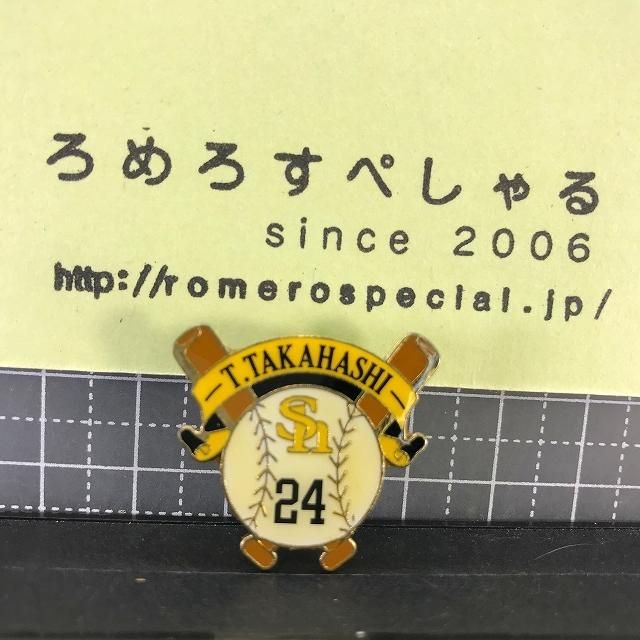 ろめろすぺしゃる
since 2006
http://romerospecial.jp/
T.TAKAHASHI
Sh
24